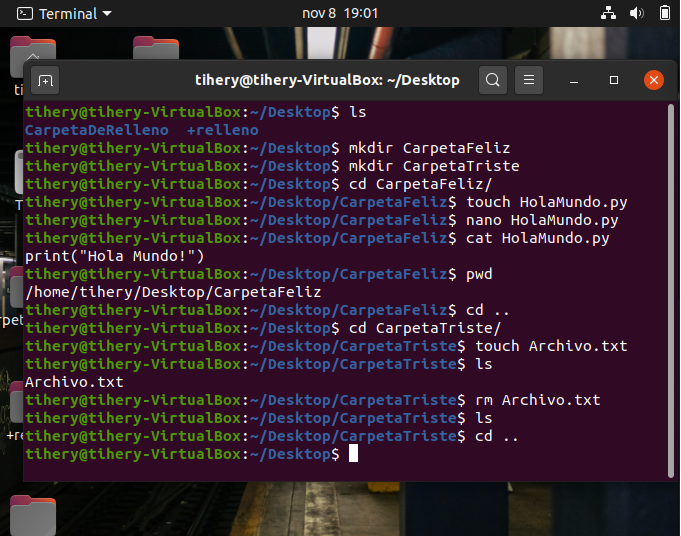 Terminal
nov 8 19:01
tihery@tihery-VirtualBox: ~/Desktop
tihery@tihery-VirtualBox:~/Desktop$ ls
CarpetaDeRelleno +relleno
tihery@tihery-VirtualBox:~/Desktop$ mkdir CarpetaFeliz
tihery@tihery-VirtualBox:~/Desktop$ mkdir CarpetaTriste
tihery@tihery-VirtualBox:~/Desktop$ cd CarpetaFeliz/
tihery@tihery-VirtualBox:~/Desktop/CarpetaFeliz$ touch HolaMundo.py
tihery@tihery-VirtualBox:~/Desktop/CarpetaFeliz$ nano HolaMundo.py
tihery@tihery-VirtualBox:~/Desktop/CarpetaFeliz$ cat HolaMundo.py
print("Hola Mundo!")
tihery@tihery-VirtualBox:~/Desktop/CarpetaFeliz$ pwd
/home/tihery/Desktop/CarpetaFeliz
tihery@tihery-VirtualBox:~/Desktop/CarpetaFeliz$ cd ..
tihery@tihery-VirtualBox:~/Desktop$ cd CarpetaTriste/
tihery@tihery-VirtualBox:~/Desktop/CarpetaTriste$ touch Archivo.txt
tihery@tihery-VirtualBox:~/Desktop/CarpetaTriste$ ls
Archivo.txt
tihery@tihery-VirtualBox:~/Desktop/CarpetaTriste$ rm Archivo.txt
tihery@tihery-VirtualBox:~/Desktop/CarpetaTriste$ ls
tihery@tihery-VirtualBox:~/Desktop/CarpetaTriste$ cd ..
tihery@tihery-VirtualBox:~/Desktop$